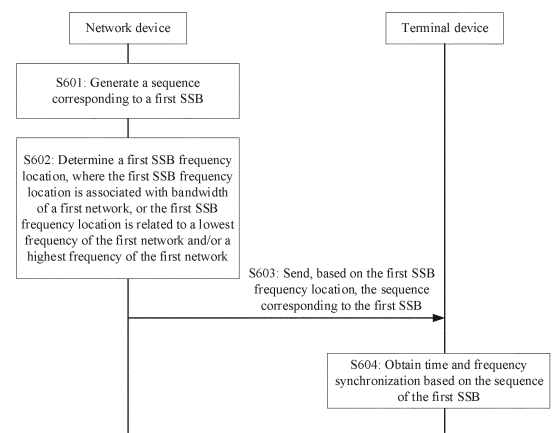 Network device
Terminal device
S601: Generate a sequence
corresponding to a first SSB
S602: Determine a first SSB frequency
location, where the first SSB frequency
location is associated with bandwidth
of a first network, or the first SSB
frequency location is related to a lowest
frequency of the first network and/or a
highest frequency of the first network
S603: Send, based on the first SSB
frequency location, the sequence
corresponding to the first SSB
S604: Obtain time and frequency
synchronization based on the sequence
of the first SSB